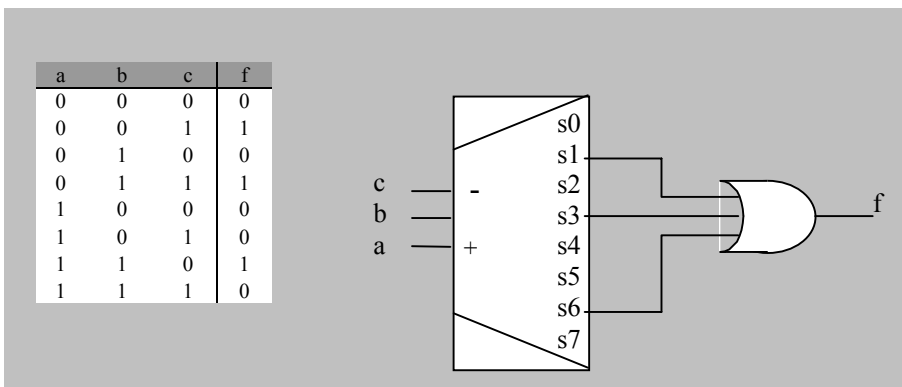 a b c f
0 0 0 0
0 0 1 1
0 1 0 0
0 1 1 1
1 0 0 0
1 0 1 0
1 1 0 1
1 1 1 0
c -
b
a +
s0
s1
s2
s3
s4
s5
s6
s7
f